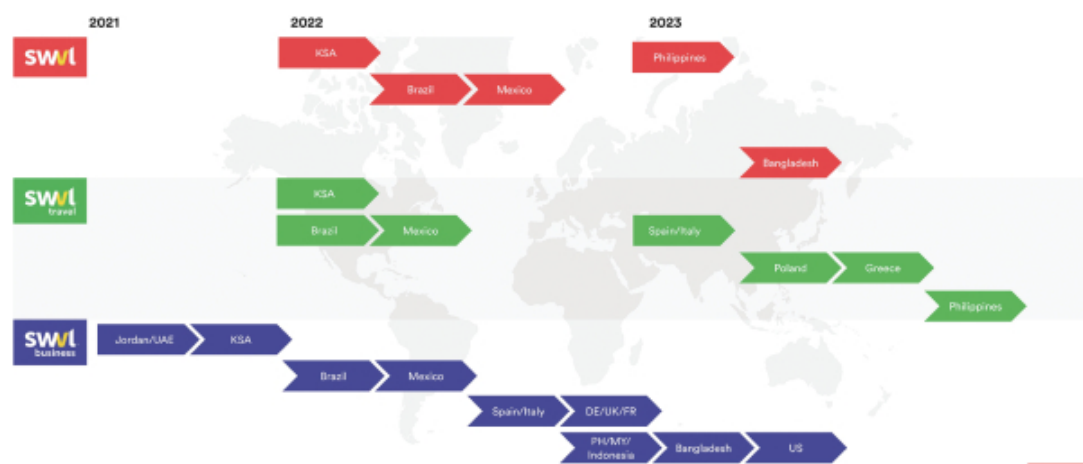 2021 2022 2023
swvl
KSA
Philippines
Brazil Mexico
Bangladesh
swvl
travel
KSA
Brazil Mexico Spain/Italy
Poland Greece
Philippines
swvl
business
Jordan/UAE KSA
Brazil Mexico
Spain/Italy DE/UK/FR
PH/MY/
Indonesia
Bangladesh US